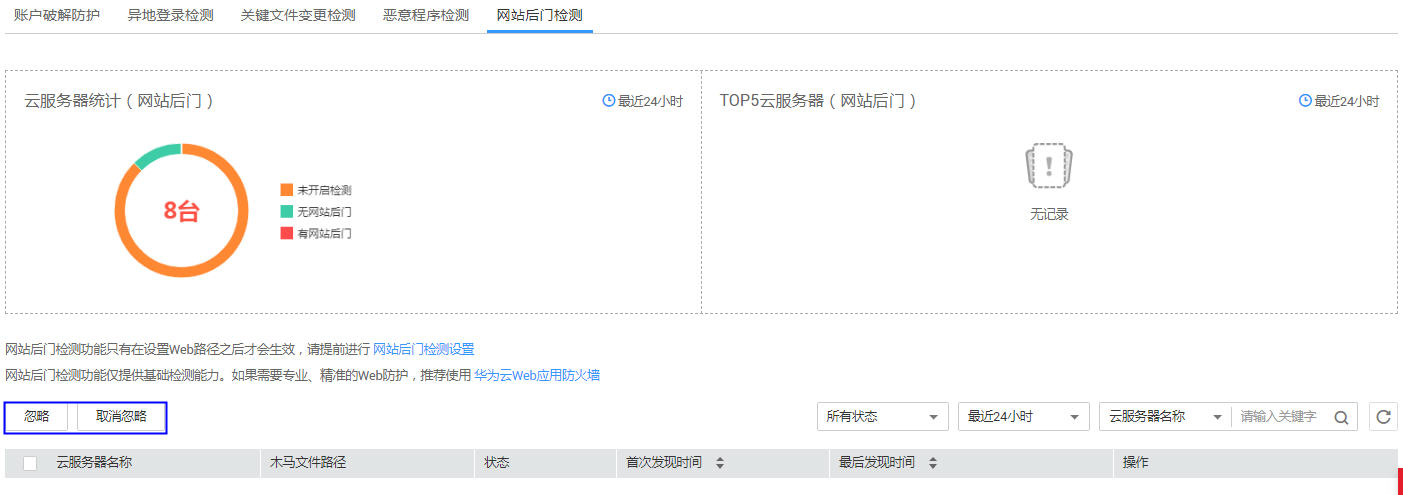 账户破解防护 异地登录检测 关键文件变更检测 恶意程序检测 网站后门检测
云服务器统计（网站后门） 最近24小时
8台
未开启检测
无网站后门
有网站后门
TOP5云服务器（网站后门） 最近24小时
无记录
网站后门检测功能只有在设置Web路径之后才会生效，请提前进行 网站后门检测设置
网站后门检测功能仅提供基础检测能力。如果需要专业、精准的Web防护，推荐使用 华为云Web应用防火墙
忽略 取消忽略 所有状态 最近24小时 云服务器名称 请输入关键字
云服务器名称 木马文件路径 状态 首次发现时间 最后发现时间 操作